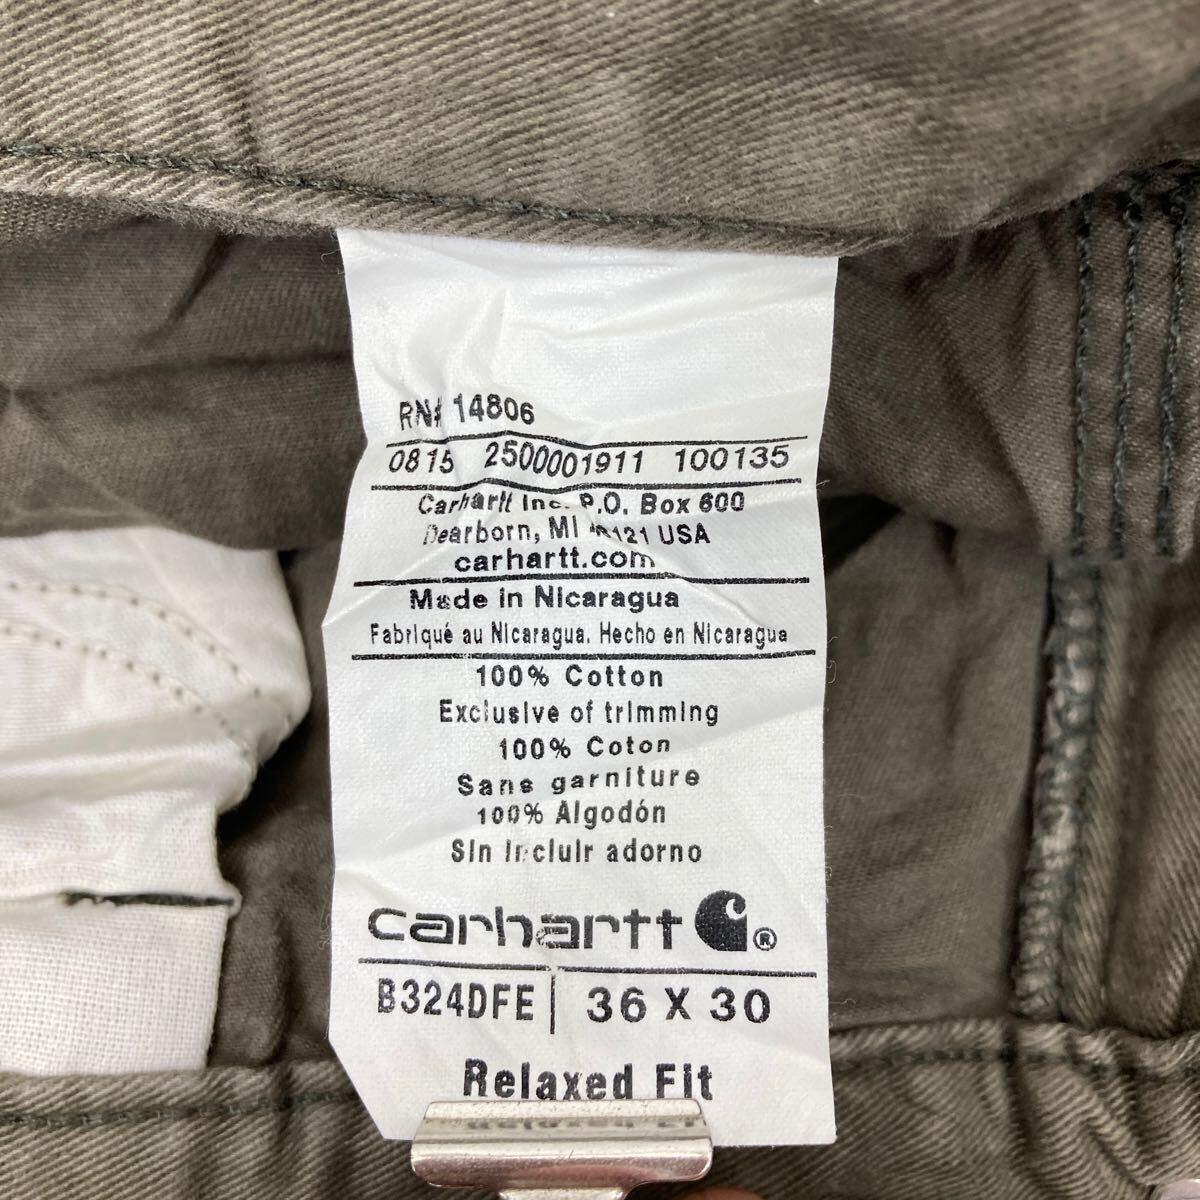 RN# 14806
0815 2500001911 100135
Carhartt Inc. P.O. Box 600
Dearborn, MI 48121 USA
carhartt.com
Made in Nicaragua
Fabriqué au Nicaragua. Hecho en Nicaragua
100% Cotton
Exclusive of trimming
100% Coton
Sans garniture
100% Algodón
Sin incluir adorno
carhartt ®
B324DFE 36 X 30
Relaxed Fit